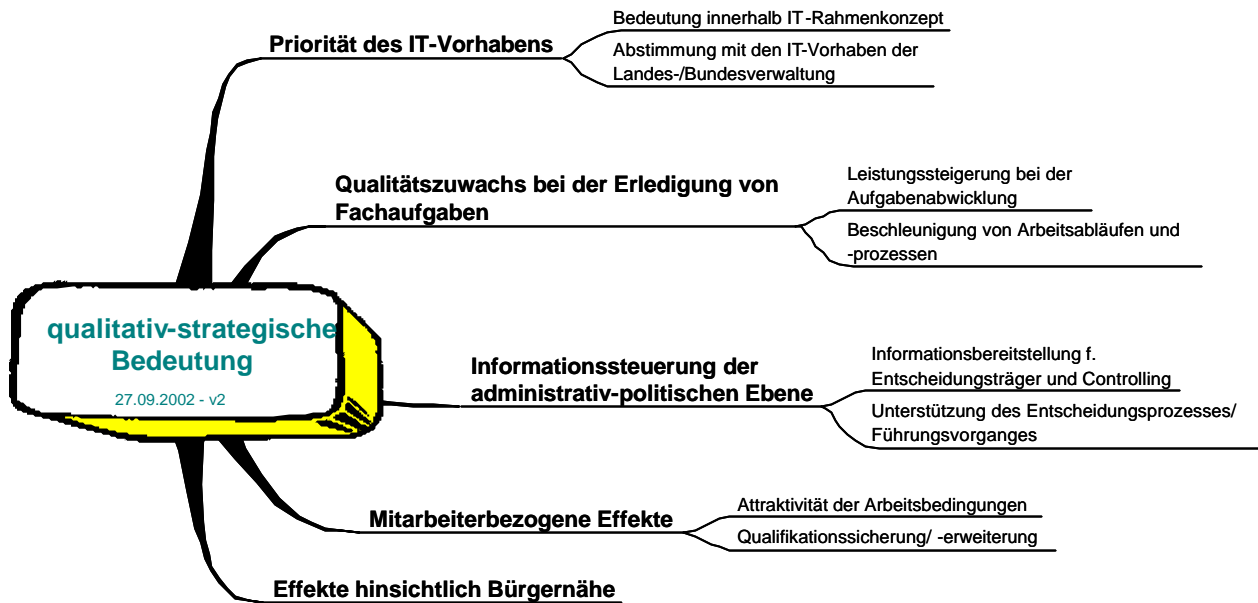 Priorität des IT-Vorhabens
Bedeutung innerhalb IT-Rahmenkonzept
Abstimmung mit den IT-Vorhaben der
Landes-/Bundesverwaltung
Qualitätszuwachs bei der Erledigung von
Fachaufgaben
Leistungssteigerung bei der
Aufgabenabwicklung
Beschleunigung von Arbeitsabläufen und
-prozessen
qualitativ-strategische
Bedeutung
27.09.2002 - v2
Informationssteuerung der
administrativ-politischen Ebene
Informationsbereitstellung f.
Entscheidungsträger und Controlling
Unterstützung des Entscheidungsprozesses/
Führungsvorganges
Mitarbeiterbezogene Effekte
Attraktivität der Arbeitsbedingungen
Qualifikationssicherung/ -erweiterung
Effekte hinsichtlich Bürgernähe